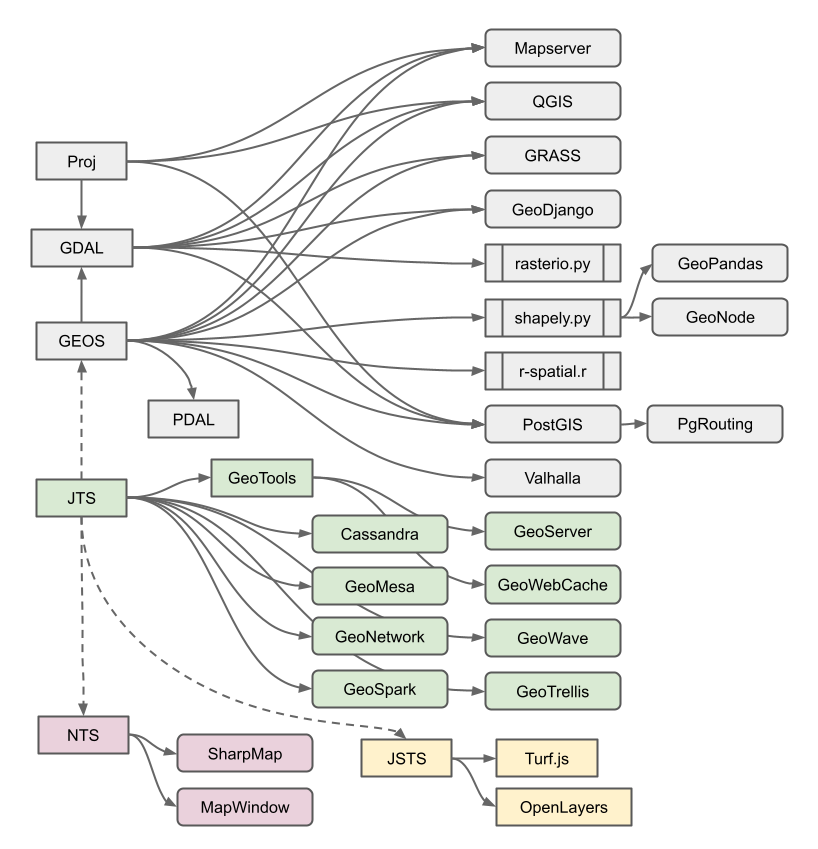 Mapserver
QGIS
Proj
GRASS
GeoDjango
GDAL
rasterio.py
GeoPandas
shapely.py
GeoNode
GEOS
r-spatial.r
PDAL
PostGIS
PgRouting
GeoTools
Valhalla
JTS
Cassandra
GeoServer
GeoMesa
GeoWebCache
GeoNetwork
GeoWave
GeoSpark
GeoTrellis
NTS
SharpMap
JSTS
Turf.js
MapWindow
OpenLayers